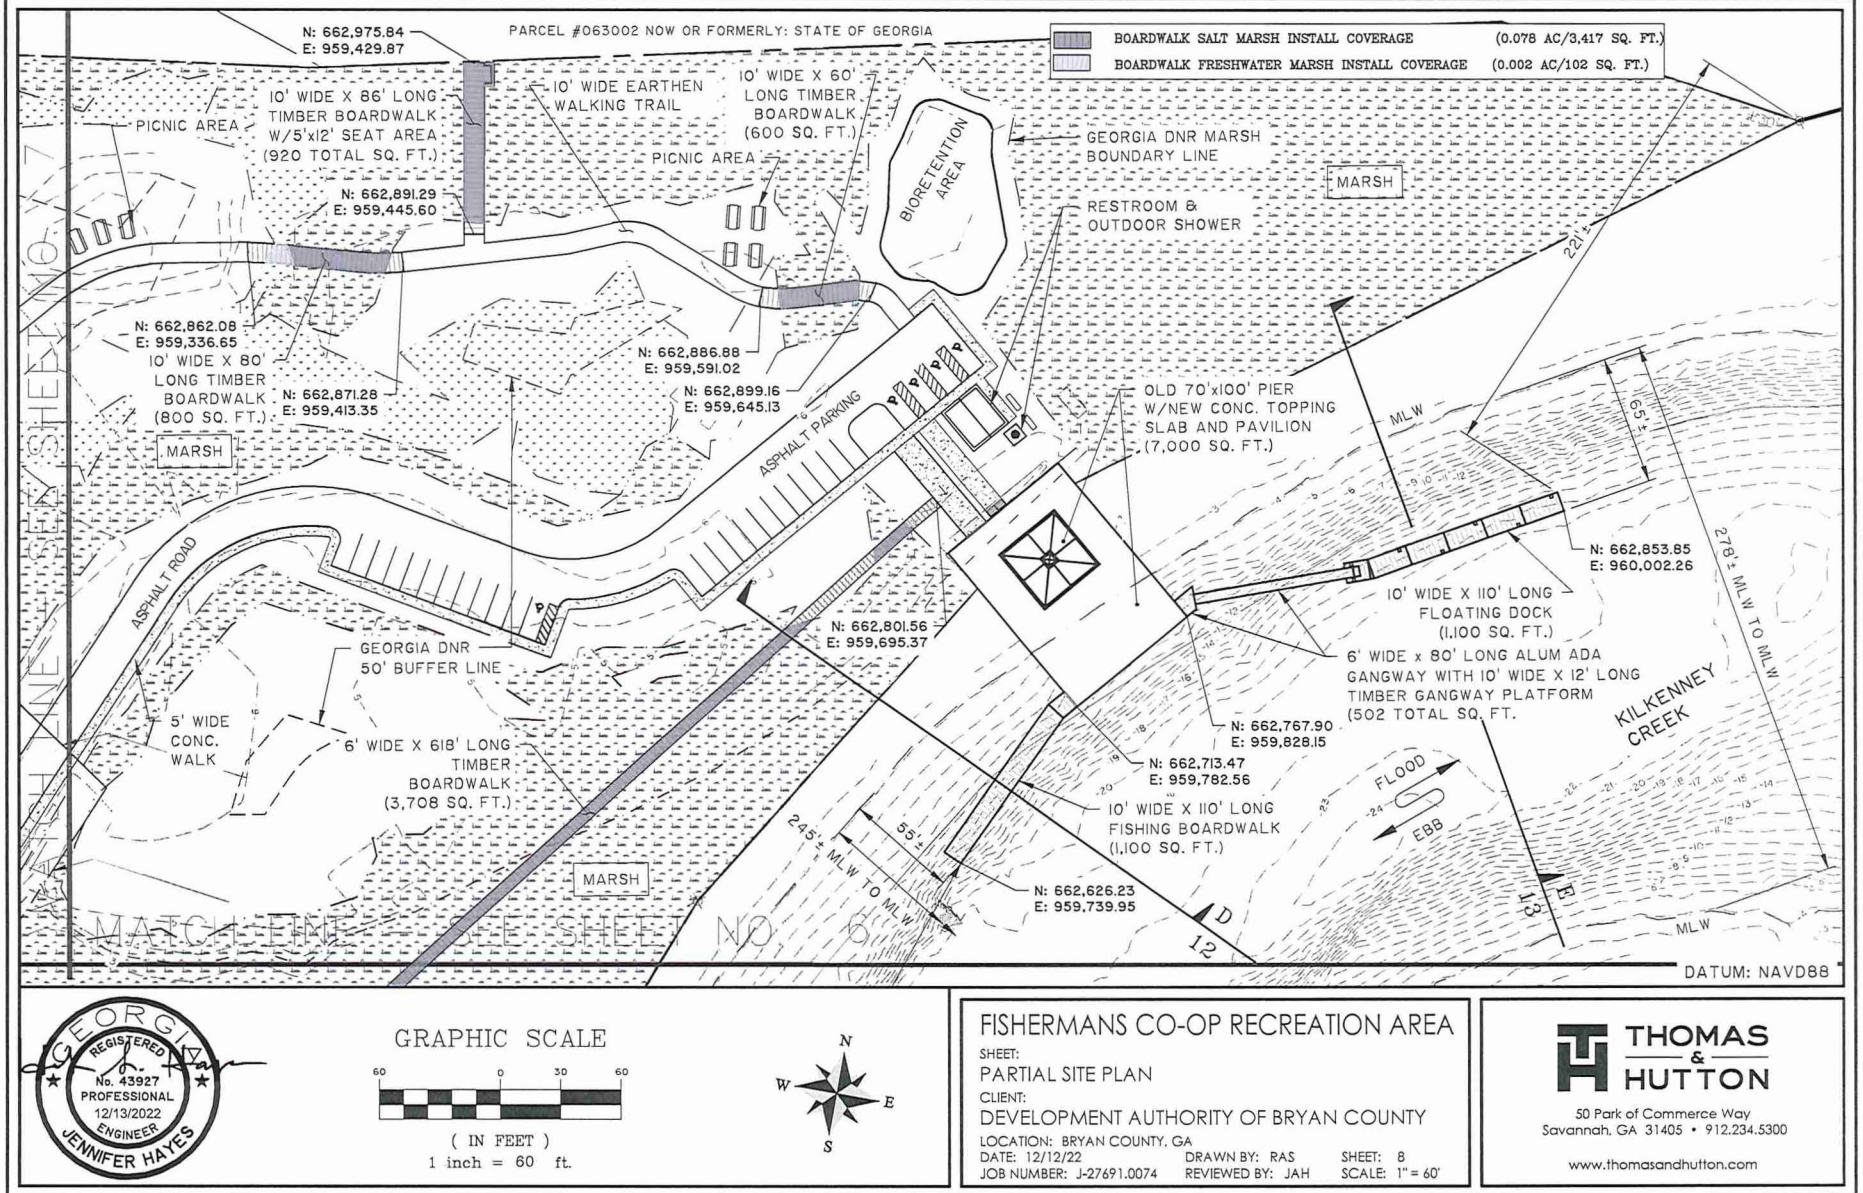 N: 662,975.84
E: 959,429.87
PARCEL #063002 NOW OR FORMERLY: STATE OF GEORGIA
BOARDWALK SALT MARSH INSTALL COVERAGE (0.078 AC/3,417 SQ. FT.)
BOARDWALK FRESHWATER MARSH INSTALL COVERAGE (0.002 AC/102 SQ. FT.)
PICNIC AREA
10' WIDE X 86' LONG
TIMBER BOARDWALK
W/5'x12' SEAT AREA
(920 TOTAL SQ. FT.)
10' WIDE EARTHEN
WALKING TRAIL
10' WIDE X 60'
LONG TIMBER
BOARDWALK
(600 SQ. FT.)
PICNIC AREA
BIORETENTION
AREA
GEORGIA DNR MARSH
BOUNDARY LINE
MARSH
RESTROOM &
OUTDOOR SHOWER
221'±
N: 662,891.29
E: 959,445.60
N: 662,862.08
E: 959,336.65
10' WIDE X 80'
LONG TIMBER
BOARDWALK
(800 SQ. FT.)
N: 662,871.28
E: 959,413.35
MARSH
N: 662,886.88
E: 959,591.02
N: 662,899.16
E: 959,645.13
ASPHALT PARKING
P
P
P
P
OLD 70'x100' PIER
W/NEW CONC. TOPPING
SLAB AND PAVILION
(7,000 SQ. FT.)
MLW
65'±
278'± MLW TO MLW
N: 662,853.85
E: 960,002.26
10' WIDE X 110' LONG
FLOATING DOCK
(1,100 SQ. FT.)
6' WIDE x 80' LONG ALUM ADA
GANGWAY WITH 10' WIDE X 12' LONG
TIMBER GANGWAY PLATFORM
(502 TOTAL SQ. FT.
KILKENNEY
CREEK
ASPHALT ROAD
P
GEORGIA DNR
50' BUFFER LINE
N: 662,801.56
E: 959,695.37
5' WIDE
CONC.
WALK
6' WIDE X 618' LONG
TIMBER
BOARDWALK
(3,708 SQ. FT.)
MARSH
N: 662,767.90
E: 959,828.15
N: 662,713.47
E: 959,782.56
10' WIDE X 110' LONG
FISHING BOARDWALK
(1,100 SQ. FT.)
55'±
245'± MLW TO MLW
N: 662,626.23
E: 959,739.95
FLOOD
EBB
D
12
E
13
MLW
MATCH LINE - SEE SHEET NO. 7
MATCH LINE - SEE SHEET NO. 6
DATUM: NAVD88
GEORGIA
REGISTERED
No. 43927
PROFESSIONAL
12/13/2022
ENGINEER
JENNIFER HAYES
GRAPHIC SCALE
60 0 30 60
( IN FEET )
1 inch = 60 ft.
N
W
E
S
FISHERMANS CO-OP RECREATION AREA
SHEET:
PARTIAL SITE PLAN
CLIENT:
DEVELOPMENT AUTHORITY OF BRYAN COUNTY
LOCATION: BRYAN COUNTY, GA
DATE: 12/12/22 DRAWN BY: RAS SHEET: 8
JOB NUMBER: J-27691.0074 REVIEWED BY: JAH SCALE: 1" = 60'
THOMAS
&
HUTTON
50 Park of Commerce Way
Savannah, GA 31405 • 912.234.5300
www.thomasandhutton.com